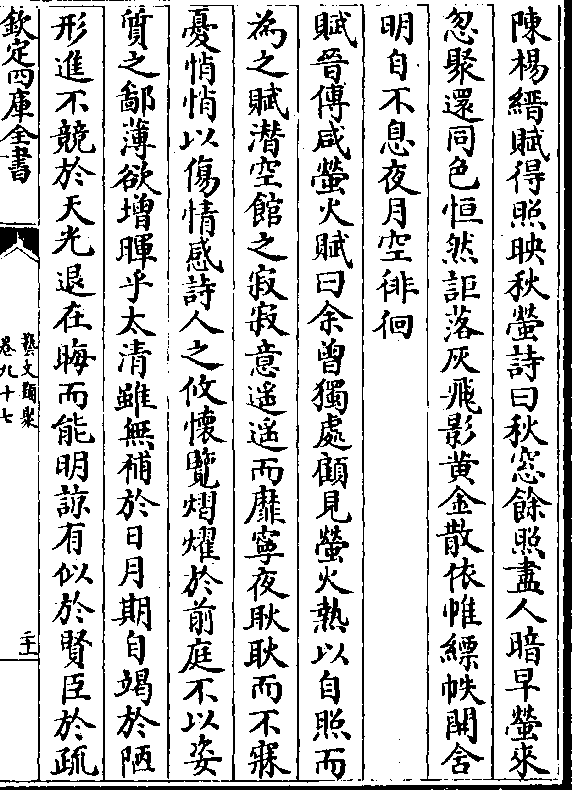 陳楊縉賦得照映秋螢詩曰秋窓餘照盡人暗早螢來
忽聚還同色恒然詎落灰飛影黄金散依帷縹帙開舍
明自不息夜月空徘徊
賦晉傅咸螢火賦曰余曾獨處顧見螢火熟以自照而
為之賦潛空館之寂寂意遥遥而靡寧夜耿耿而不寐
憂悄悄以傷情感詩人之攸懷覽熠燿於前庭不以姿
質之鄙薄欲增暉乎太清雖無補於日月期自竭於陋
形進不競於天光退在晦而能明諒有似於賢臣於疏
欽定四庫全書
藝文類聚
卷九十七